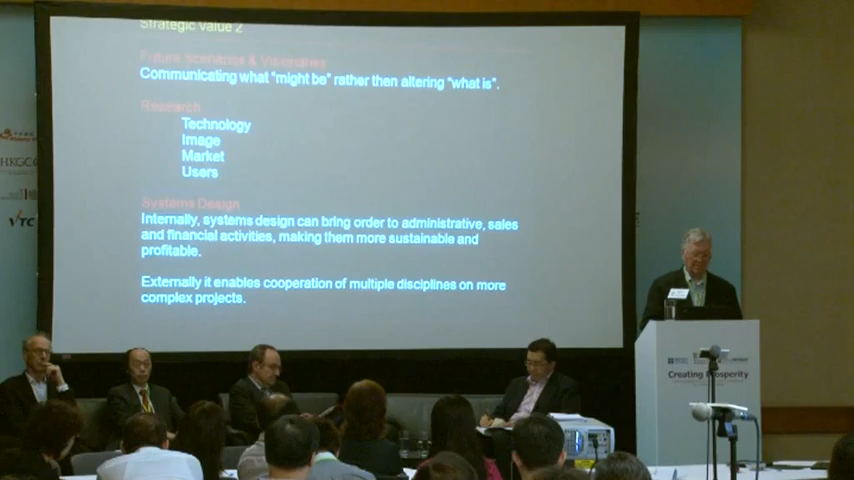 Strategic Value 2
Future Scenarios & Visionaries
Communicating what "might be" rather then altering "what is".
Research
Technology
Image
Market
Users
Systems Design
Internally, systems design can bring order to administrative, sales
and financial activities, making them more sustainable and
profitable.
Externally it enables cooperation of multiple disciplines on more
complex projects.
HKGCC
VTC
Creating Prosperity